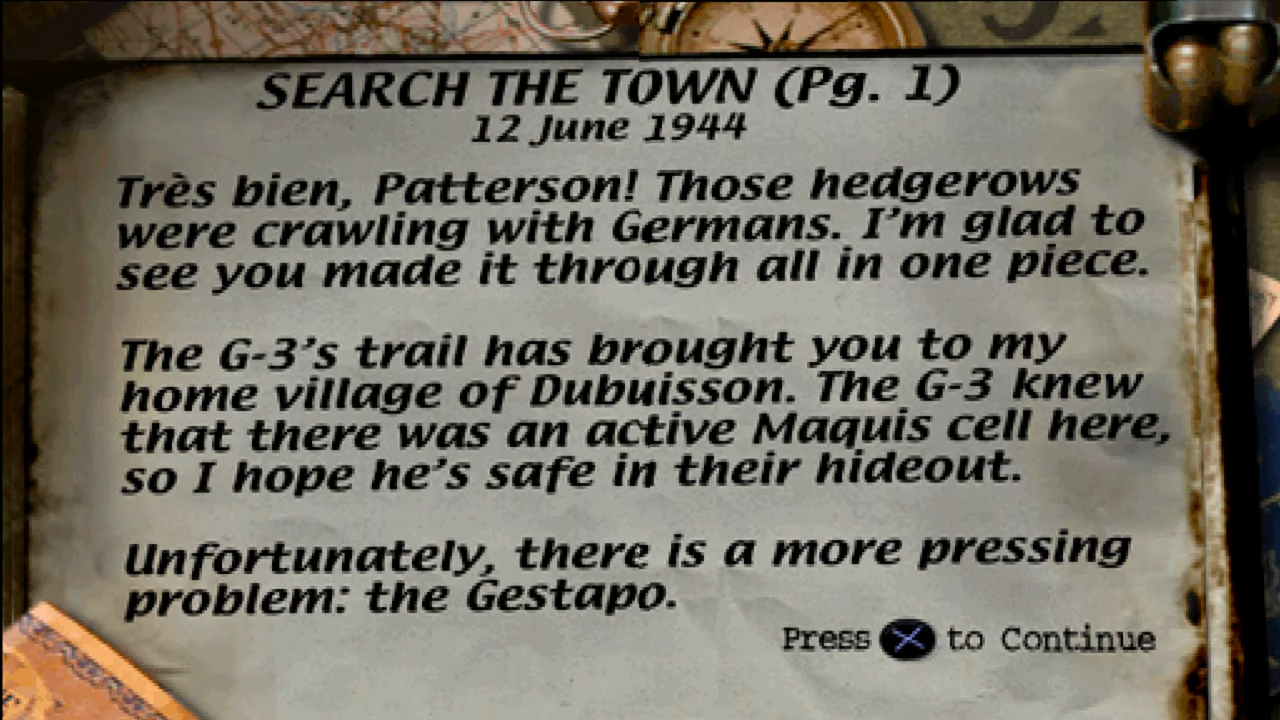 SEARCH THE TOWN (Pg. 1)
12 June 1944
Très bien, Patterson! Those hedgerows
were crawling with Germans. I'm glad to
see you made it through all in one piece.
The G-3's trail has brought you to my
home village of Dubuisson. The G-3 knew
that there was an active Maquis cell here,
so I hope he's safe in their hideout.
Unfortunately, there is a more pressing
problem: the Gestapo.
Press X to Continue